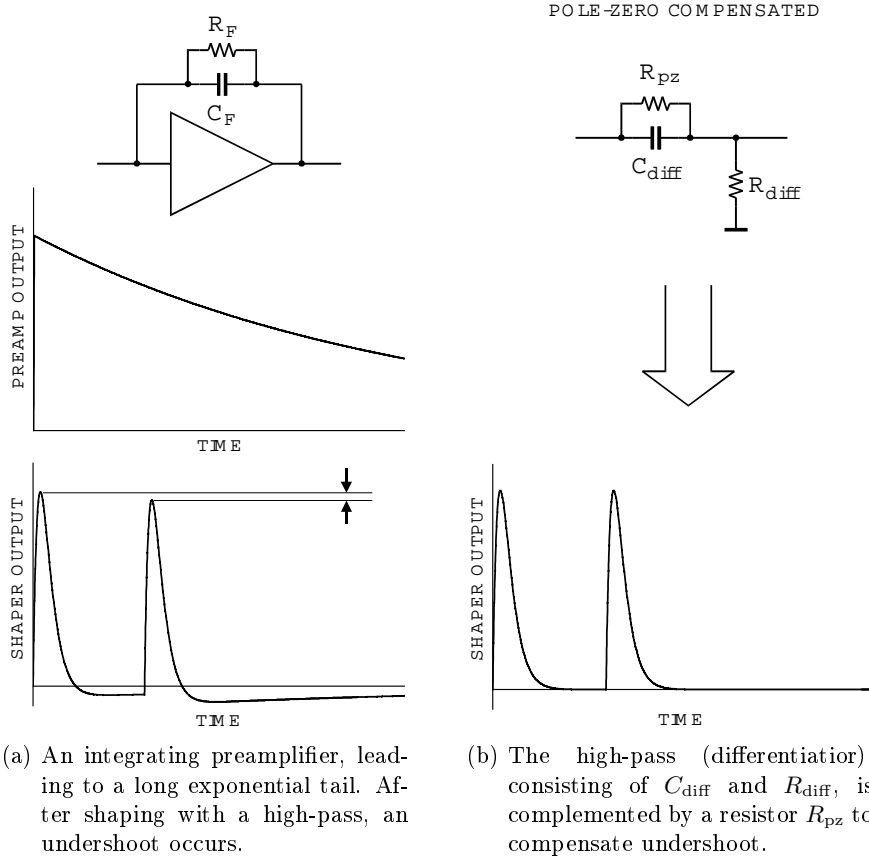 POLE-ZERO COMPENSATED
R_F
C_F
PREAMP OUTPUT
TIME
SHAPER OUTPUT
TIME
R_pz
C_diff
R_diff
SHAPER OUTPUT
TIME
(a) An integrating preamplifier, lead-
ing to a long exponential tail. Af-
ter shaping with a high-pass, an
undershoot occurs.
(b) The high-pass (differentiatior)
consisting of C_diff and R_diff, is
complemented by a resistor R_pz to
compensate undershoot.